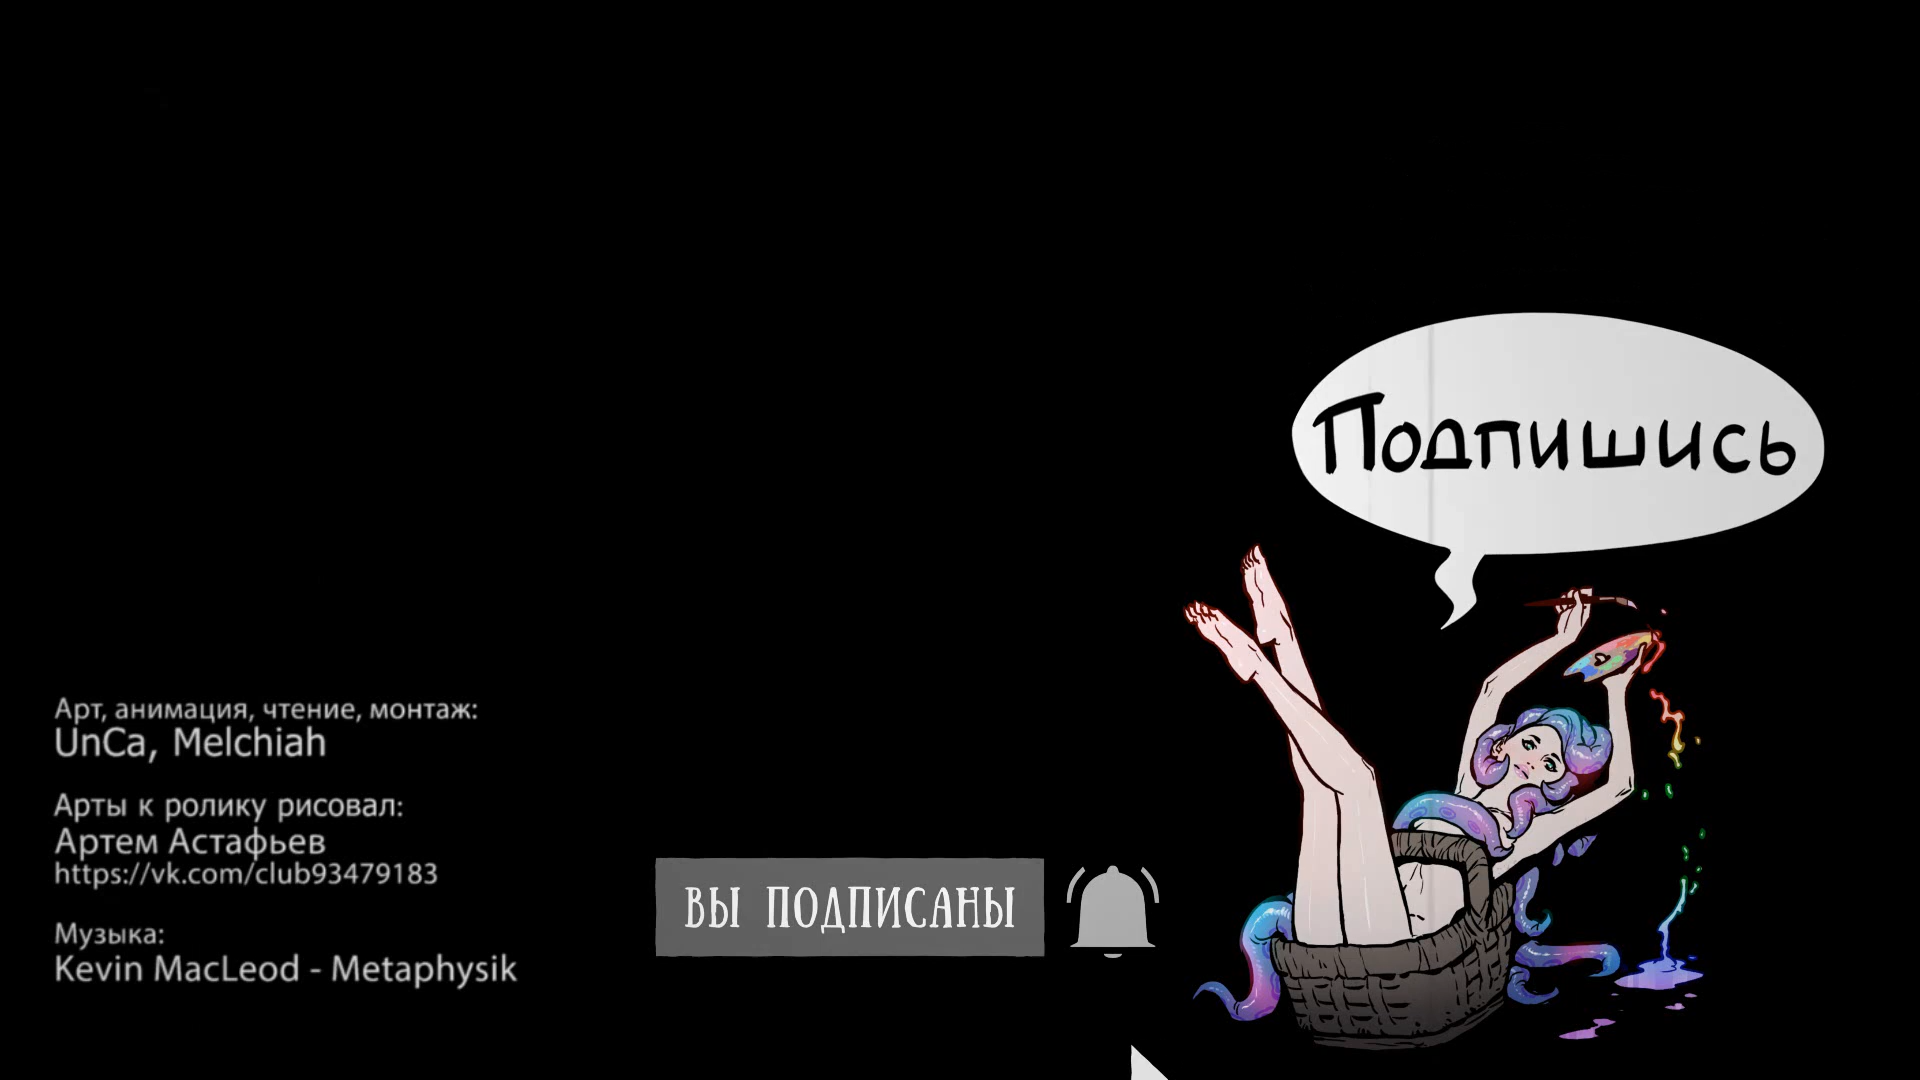 Подпишись
Арт, анимация, чтение, монтаж:
UnCa, Melchiah
Арты к ролику рисовал:
Артем Астафьев
https://vk.com/club93479183
Музыка:
Kevin MacLeod - Metaphysik
ВЫ ПОДПИСАНЫ